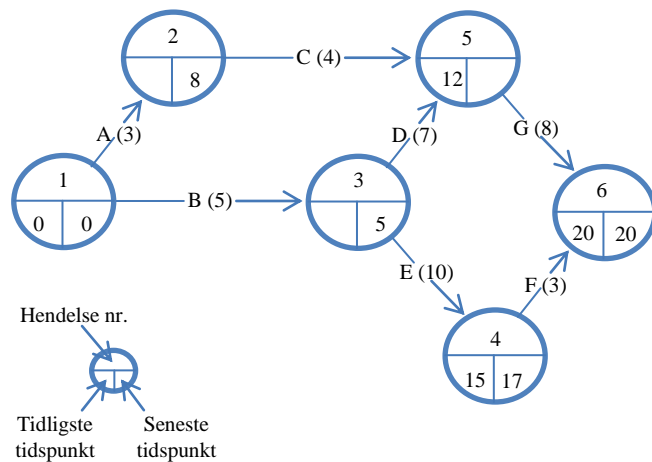 2
8
C (4)
5
12
A (3)
D (7)
G (8)
1
0 0
B (5)
3
5
6
20 20
E (10)
F (3)
4
15 17
Hendelse nr.
Tidligste
tidspunkt
Seneste
tidspunkt